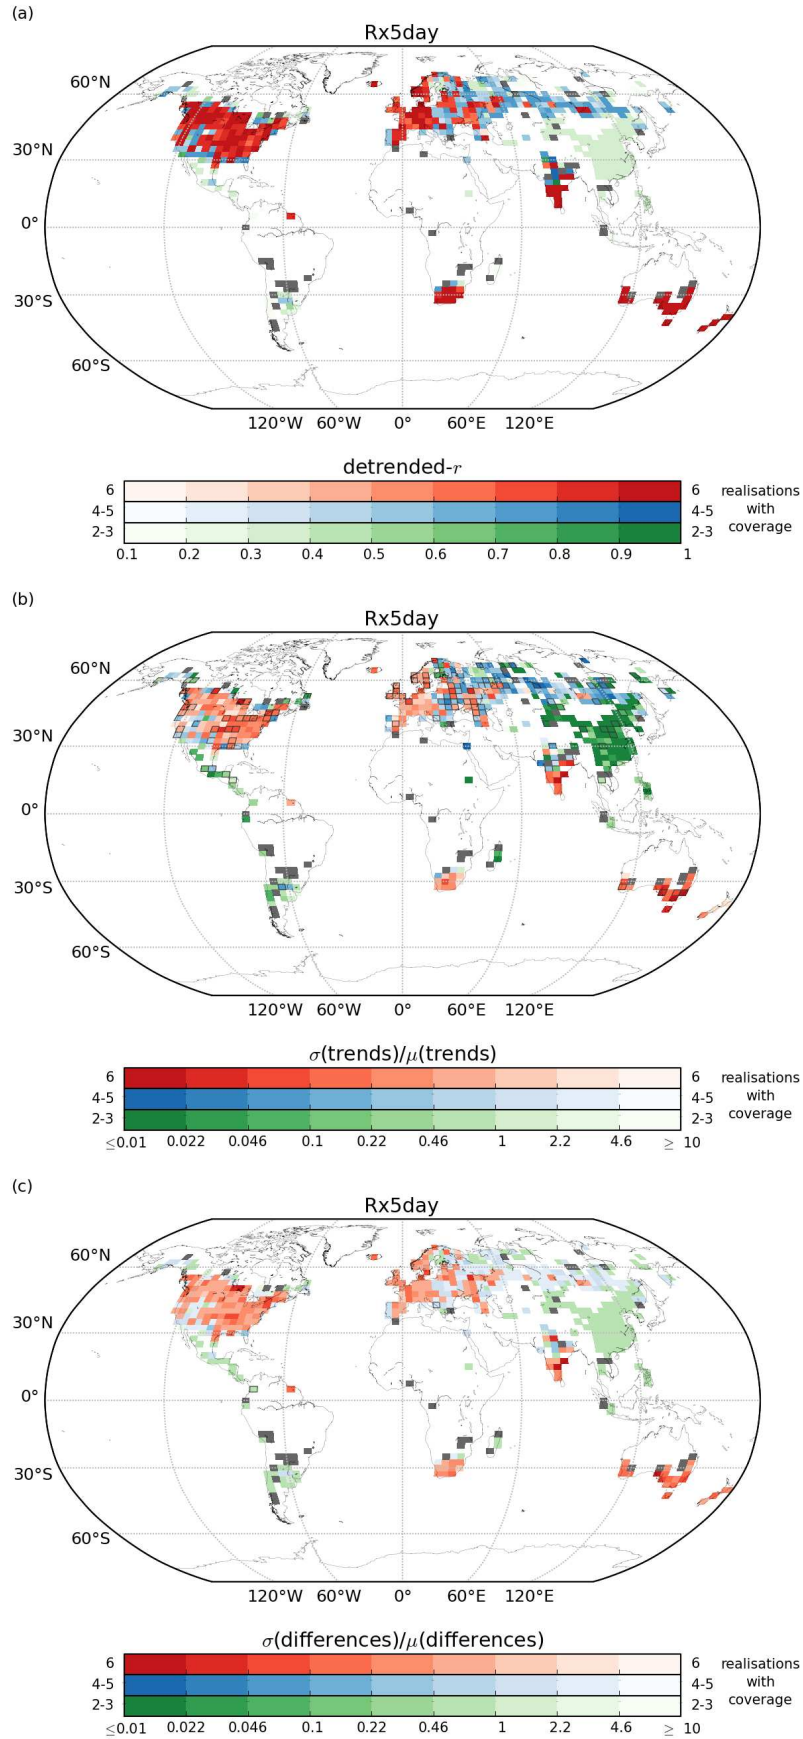 (a)
Rx5day
60°N
30°N
0°
30°S
60°S
120°W 60°W 0° 60°E 120°E
detrended-r
6 6 realisations
4-5 4-5 with
2-3 2-3 coverage
0.1 0.2 0.3 0.4 0.5 0.6 0.7 0.8 0.9 1
(b)
Rx5day
60°N
30°N
0°
30°S
60°S
120°W 60°W 0° 60°E 120°E
σ(trends)/μ(trends)
6 6 realisations
4-5 4-5 with
2-3 2-3 coverage
≤0.01 0.022 0.046 0.1 0.22 0.46 1 2.2 4.6 ≥ 10
(c)
Rx5day
60°N
30°N
0°
30°S
60°S
120°W 60°W 0° 60°E 120°E
σ(differences)/μ(differences)
6 6 realisations
4-5 4-5 with
2-3 2-3 coverage
≤0.01 0.022 0.046 0.1 0.22 0.46 1 2.2 4.6 ≥ 10